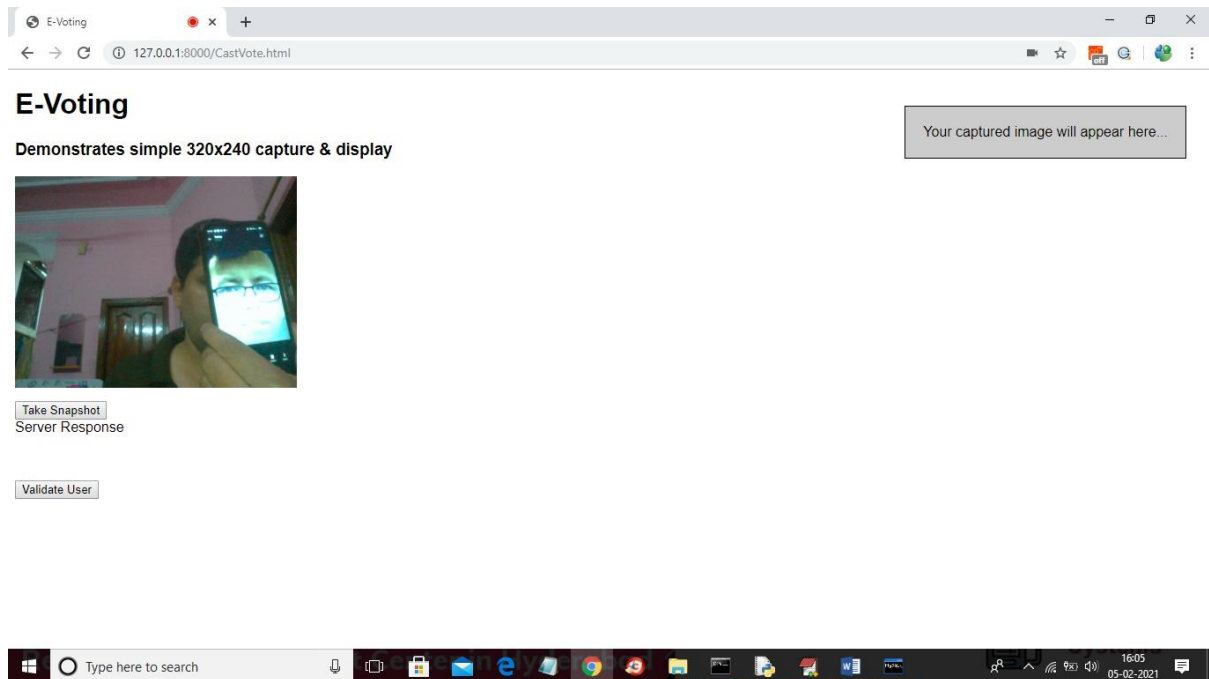 E-Voting
127.0.0.1:8000/CastVote.html
off
E-Voting
Your captured image will appear here...
Demonstrates simple 320x240 capture & display
Take Snapshot
Server Response
Validate User
Type here to search
16:05
05-02-2021